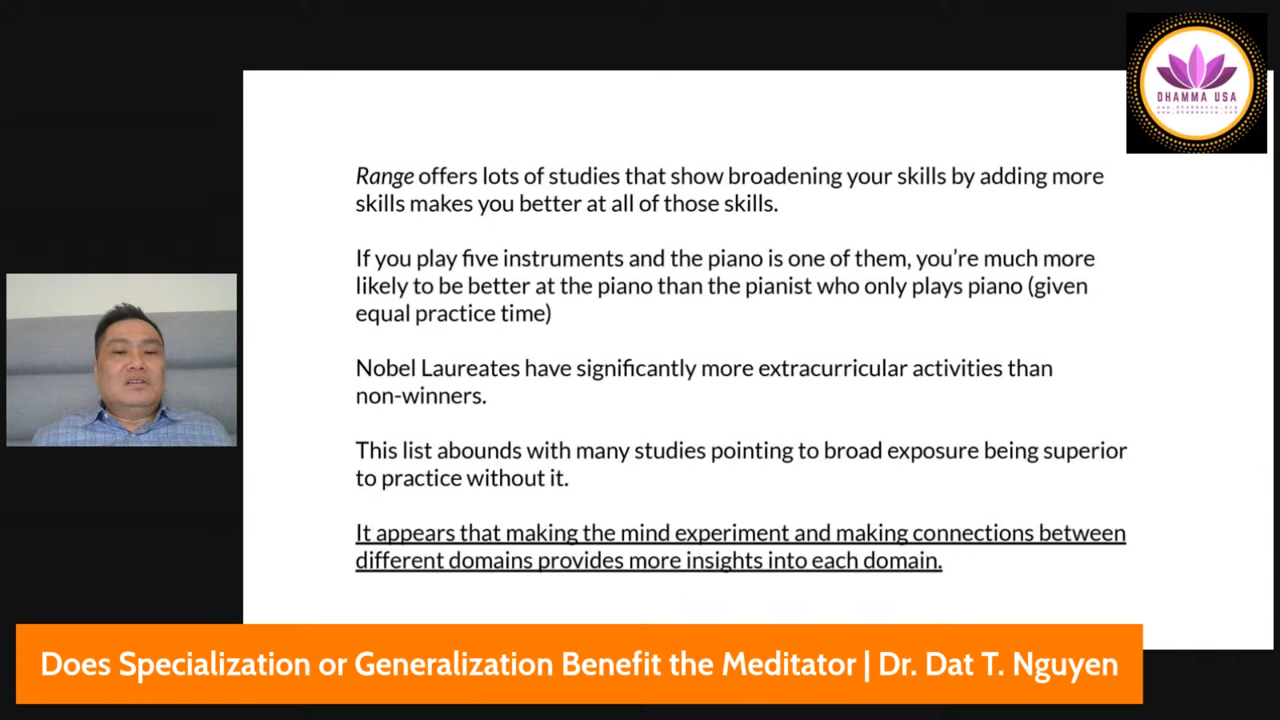 DHAMMA USA
Range offers lots of studies that show broadening your skills by adding more
skills makes you better at all of those skills.
If you play five instruments and the piano is one of them, you’re much more
likely to be better at the piano than the pianist who only plays piano (given
equal practice time)
Nobel Laureates have significantly more extracurricular activities than
non-winners.
This list abounds with many studies pointing to broad exposure being superior
to practice without it.
It appears that making the mind experiment and making connections between
different domains provides more insights into each domain.
Does Specialization or Generalization Benefit the Meditator | Dr. Dat T. Nguyen